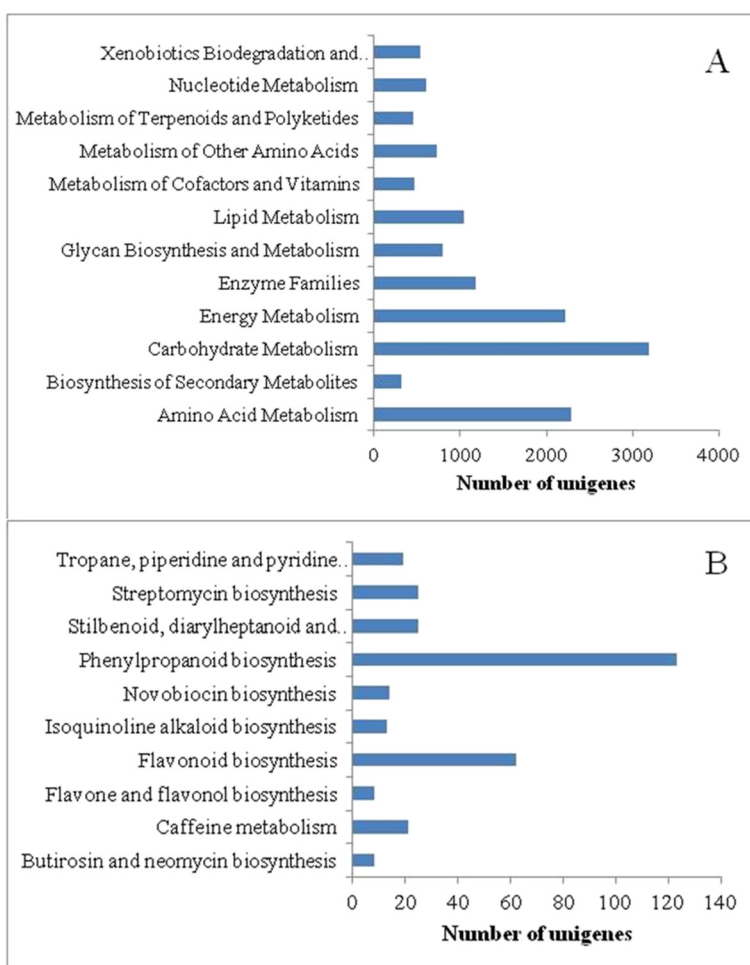 A
Xenobiotics Biodegradation and..
Nucleotide Metabolism
Metabolism of Terpenoids and Polyketides
Metabolism of Other Amino Acids
Metabolism of Cofactors and Vitamins
Lipid Metabolism
Glycan Biosynthesis and Metabolism
Enzyme Families
Energy Metabolism
Carbohydrate Metabolism
Biosynthesis of Secondary Metabolites
Amino Acid Metabolism
0 1000 2000 3000 4000
Number of unigenes
B
Tropane, piperidine and pyridine..
Streptomycin biosynthesis
Stilbenoid, diarylheptanoid and..
Phenylpropanoid biosynthesis
Novobiocin biosynthesis
Isoquinoline alkaloid biosynthesis
Flavonoid biosynthesis
Flavone and flavonol biosynthesis
Caffeine metabolism
Butirosin and neomycin biosynthesis
0 20 40 60 80 100 120 140
Number of unigenes